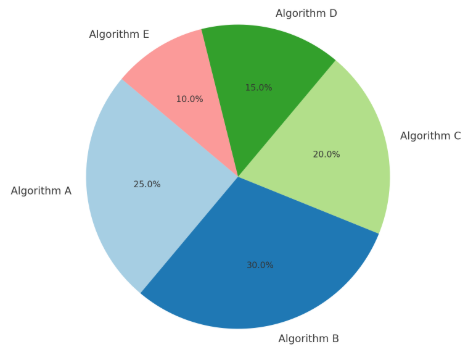 Algorithm D
Algorithm E
15.0%
10.0%
Algorithm C
20.0%
25.0%
Algorithm A
30.0%
Algorithm B